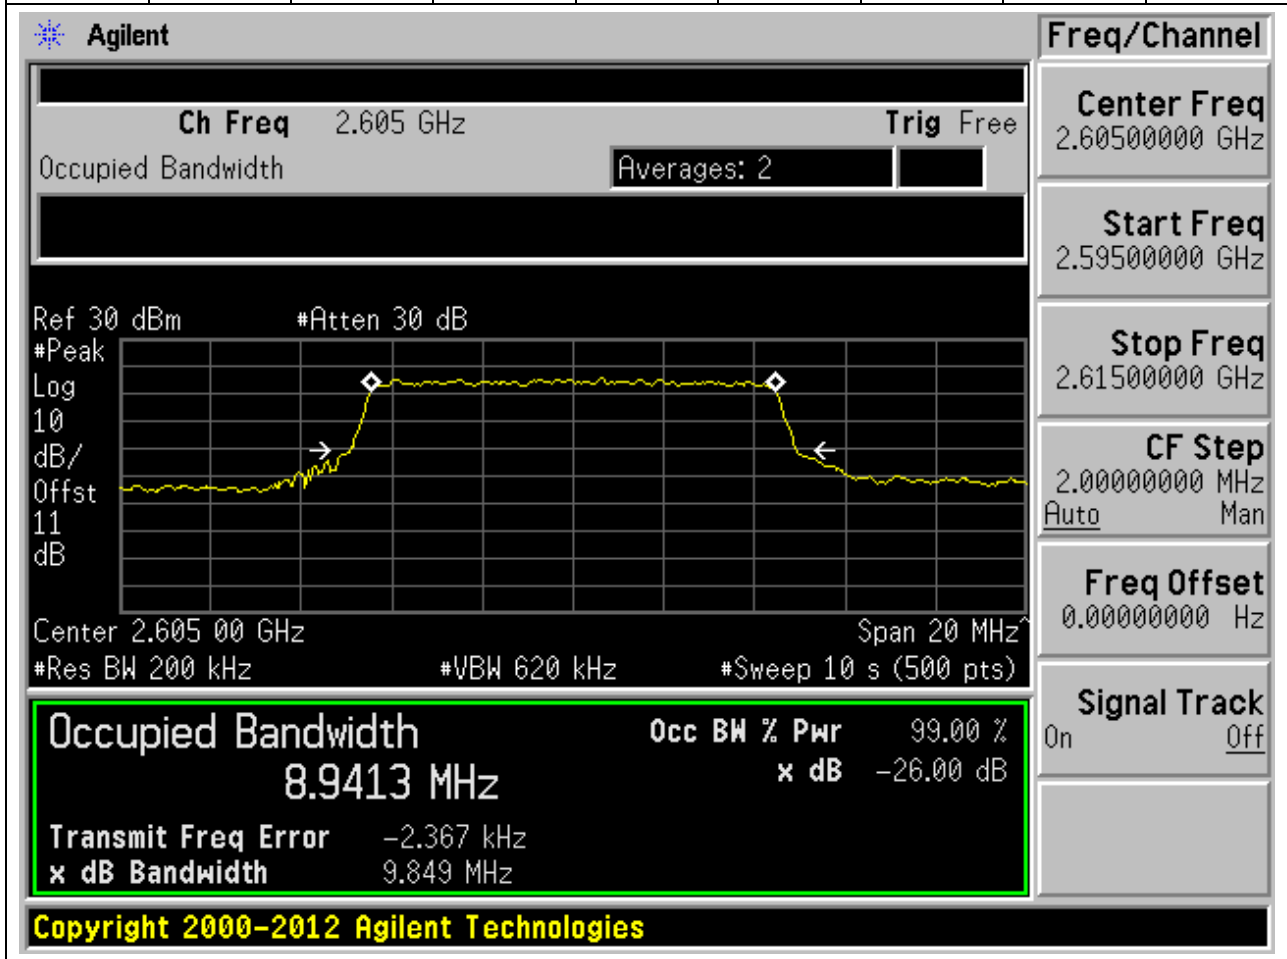 Agilent
Freq/Channel
Ch Freq 2.605 GHz Trig Free
Occupied Bandwidth Averages: 2
Center Freq
2.60500000 GHz
Start Freq
2.59500000 GHz
Stop Freq
2.61500000 GHz
CF Step
2.00000000 MHz
Auto Man
Freq Offset
0.00000000 Hz
Signal Track
On Off
Ref 30 dBm #Atten 30 dB
#Peak
Log
10
dB/
Offst
11
dB
Center 2.605 00 GHz Span 20 MHz^
#Res BW 200 kHz #VBW 620 kHz #Sweep 10 s (500 pts)
Occupied Bandwidth Occ BW % Pwr 99.00 %
8.9413 MHz x dB -26.00 dB
Transmit Freq Error -2.367 kHz
x dB Bandwidth 9.849 MHz
Copyright 2000-2012 Agilent Technologies